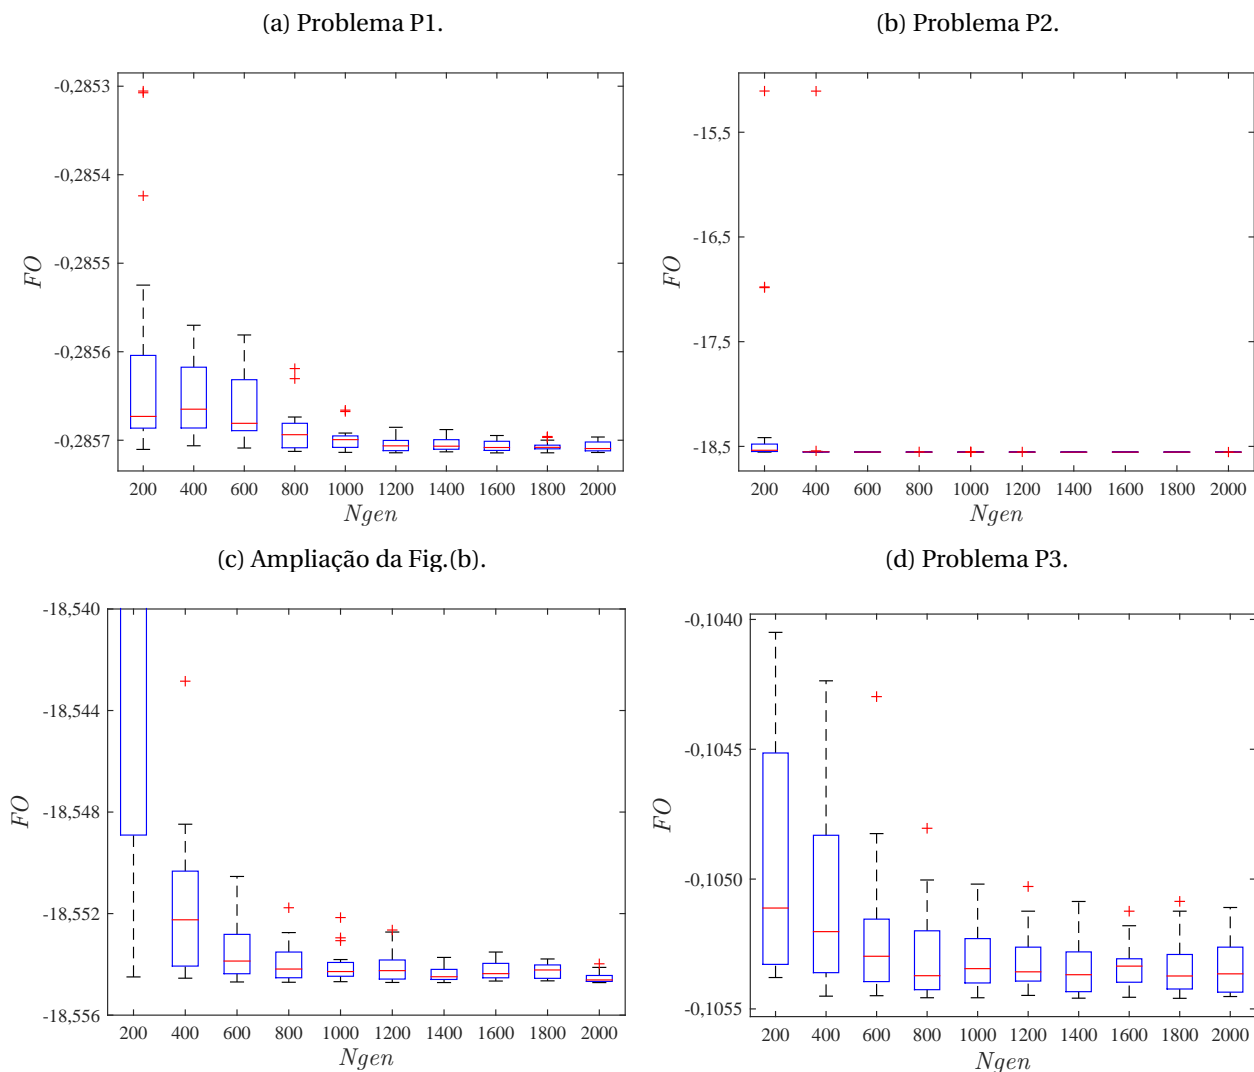 (a) Problema P1.
-0,2853
-0,2854
-0,2855
-0,2856
-0,2857
FO
200 400 600 800 1000 1200 1400 1600 1800 2000
Ngen
(b) Problema P2.
-15,5
-16,5
-17,5
-18,5
FO
200 400 600 800 1000 1200 1400 1600 1800 2000
Ngen
(c) Ampliação da Fig.(b).
-18,540
-18,544
-18,548
-18,552
-18,556
FO
200 400 600 800 1000 1200 1400 1600 1800 2000
Ngen
(d) Problema P3.
-0,1040
-0,1045
-0,1050
-0,1055
FO
200 400 600 800 1000 1200 1400 1600 1800 2000
Ngen